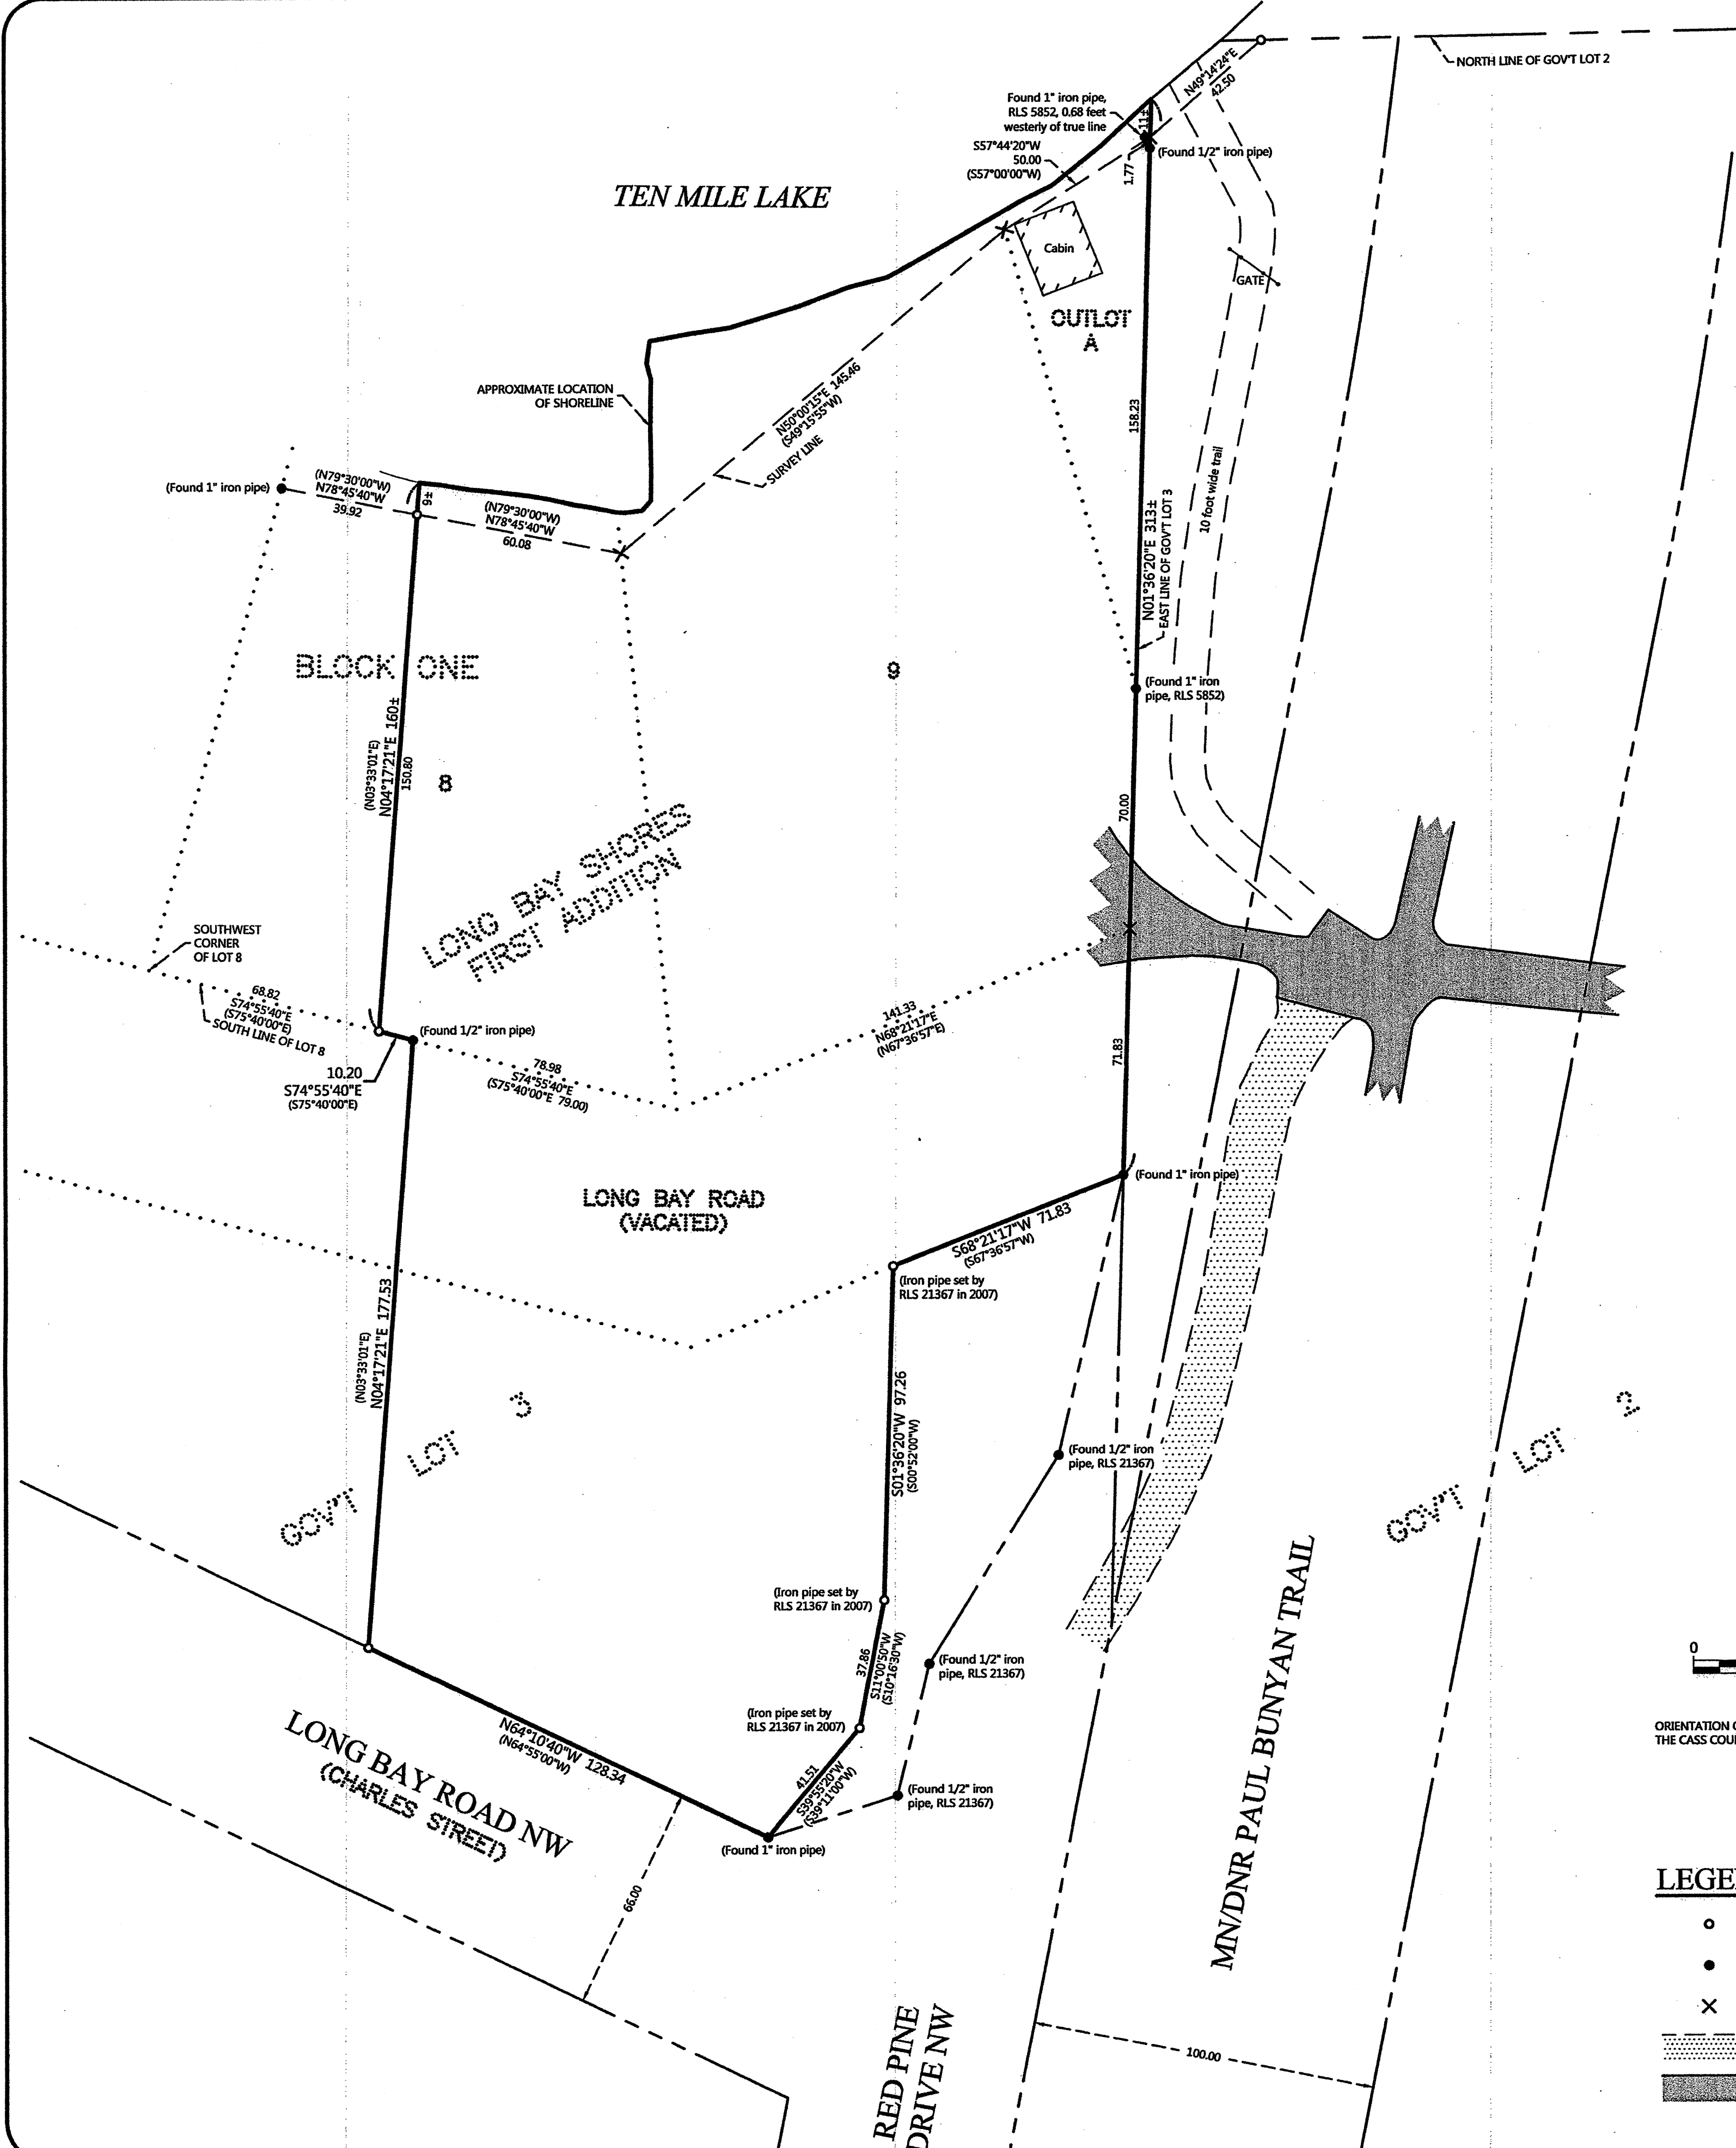 NORTH LINE OF GOV'T LOT 2
N49°14'24"E
42.50
Found 1" iron pipe,
RLS 5852, 0.68 feet
westerly of true line
11±
S57°44'20"W
50.00
(S57°00'00"W)
(Found 1/2" iron pipe)
1.77
TEN MILE LAKE
Cabin
GATE
OUTLOT
A
APPROXIMATE LOCATION
OF SHORELINE
N50°00'15"E 145.46
(S49°15'55"W)
SURVEY LINE
158.23
N01°36'20"E 313±
EAST LINE OF GOV'T LOT 3
10 foot wide trail
(Found 1" iron pipe)
(N79°30'00"W)
N78°45'40"W
39.92
9±
(N79°30'00"W)
N78°45'40"W
60.08
BLOCK ONE
9
(Found 1" iron
pipe, RLS 5852)
(N03°33'01"E)
N04°17'21"E 160±
150.80
8
70.00
LONG BAY SHORES
FIRST ADDITION
SOUTHWEST
CORNER
OF LOT 8
68.82
S74°55'40"E
(S75°40'00"E)
SOUTH LINE OF LOT 8
(Found 1/2" iron pipe)
10.20
S74°55'40"E
(S75°40'00"E)
78.98
S74°55'40"E
(S75°40'00"E 79.00)
141.33
N68°21'17"E
(N67°36'57"E)
71.83
LONG BAY ROAD
(VACATED)
(Found 1" iron pipe)
S68°21'17"W 71.83
(S67°36'57"W)
(Iron pipe set by
RLS 21367 in 2007)
(N03°33'01"E)
N04°17'21"E 177.53
S01°36'20"W 97.26
(S00°52'00"W)
GOV'T LOT 3
(Found 1/2" iron
pipe, RLS 21367)
GOV'T LOT 2
(Iron pipe set by
RLS 21367 in 2007)
37.86
S11°00'50"W
(S10°16'30"W)
(Found 1/2" iron
pipe, RLS 21367)
(Iron pipe set by
RLS 21367 in 2007)
N64°10'40"W 128.34
(N64°55'00"W)
41.51
S39°55'20"W
(S39°11'00"W)
(Found 1/2" iron
pipe, RLS 21367)
(Found 1" iron pipe)
LONG BAY ROAD NW
(CHARLES STREET)
66.00
MN/DNR PAUL BUNYAN TRAIL
0
ORIENTATION
THE CASS
RED PINE
DRIVE NW
100.00